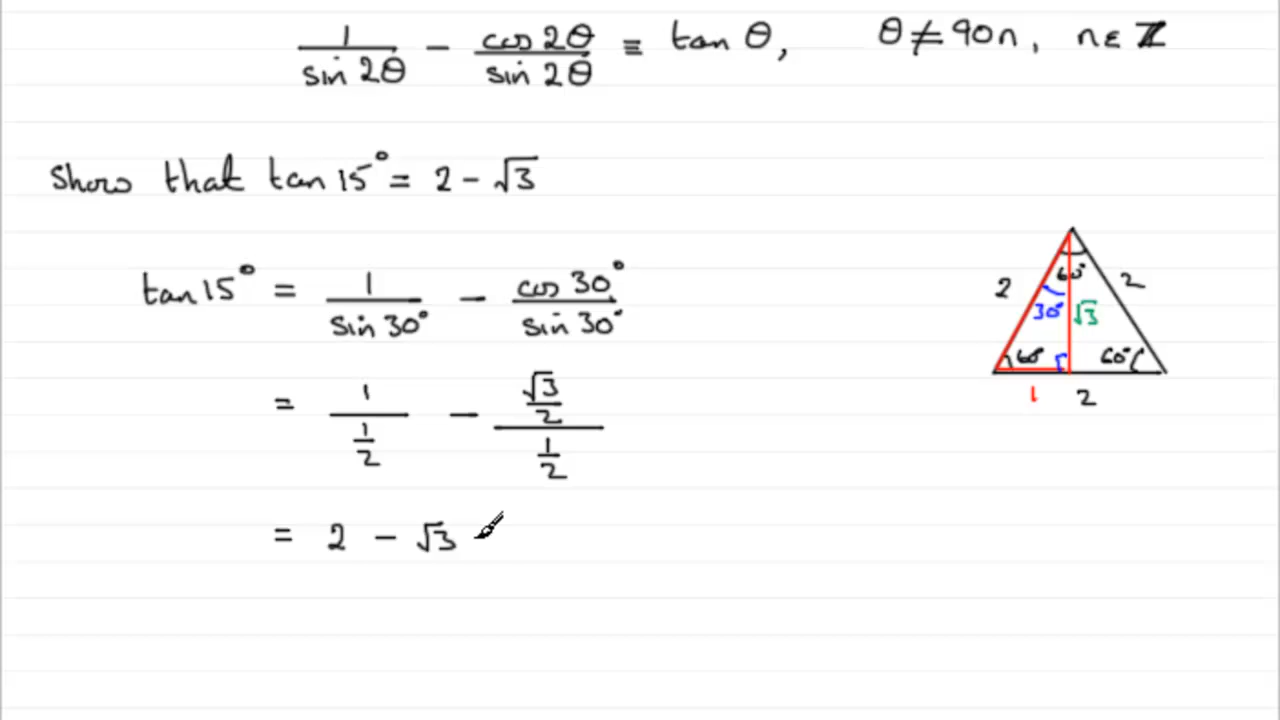 1/sin 2θ − cos 2θ/sin 2θ ≡ tan θ, θ ≠ 90n, n ε ℤ
Show that tan 15° = 2 − √3
tan 15° = 1/sin 30° − cos 30°/sin 30°
= 1/(1/2) − (√3/2)/(1/2)
= 2 − √3
60°
2 2
30° √3
60° 60°
1 2